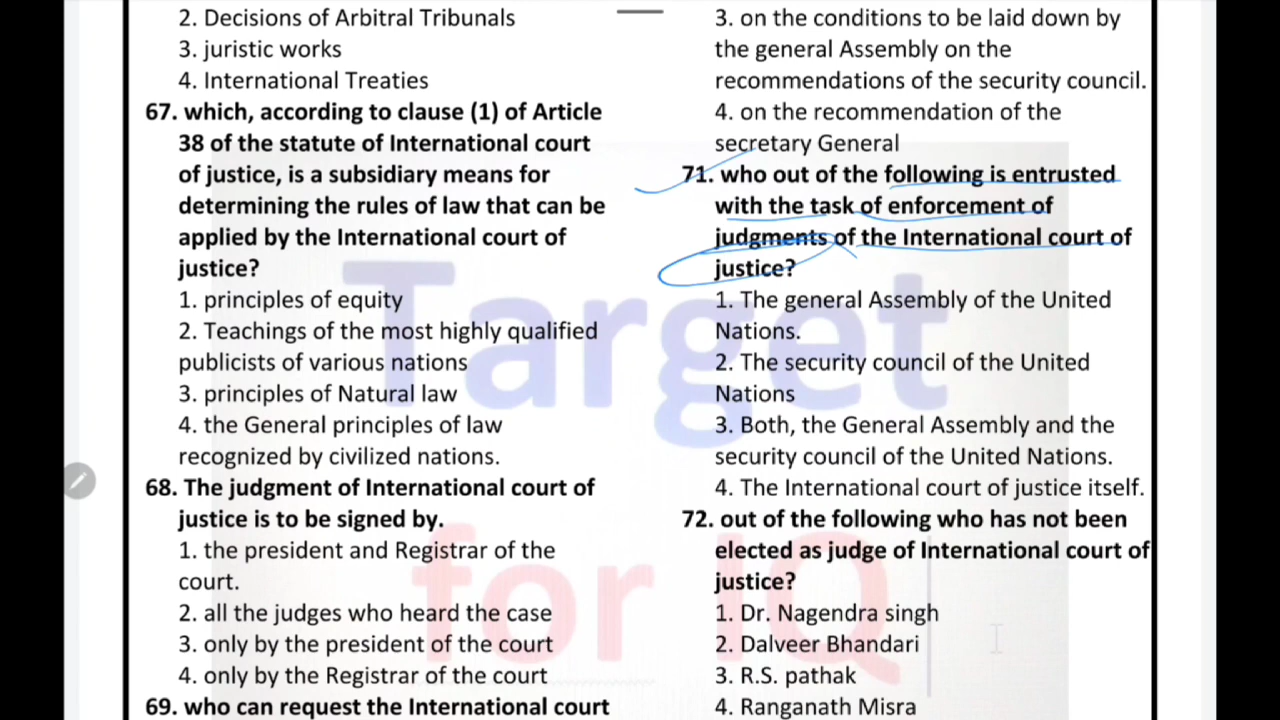 2. Decisions of Arbitral Tribunals
3. juristic works
4. International Treaties
67. which, according to clause (1) of Article
38 of the statute of International court
of justice, is a subsidiary means for
determining the rules of law that can be
applied by the International court of
justice?
1. principles of equity
2. Teachings of the most highly qualified
publicists of various nations
3. principles of Natural law
4. the General principles of law
recognized by civilized nations.
68. The judgment of International court of
justice is to be signed by.
1. the president and Registrar of the
court.
2. all the judges who heard the case
3. only by the president of the court
4. only by the Registrar of the court
69. who can request the International court
3. on the conditions to be laid down by
the general Assembly on the
recommendations of the security council.
4. on the recommendation of the
secretary General
71. who out of the following is entrusted
with the task of enforcement of
judgments of the International court of
justice?
1. The general Assembly of the United
Nations.
2. The security council of the United
Nations
3. Both, the General Assembly and the
security council of the United Nations.
4. The International court of justice itself.
72. out of the following who has not been
elected as judge of International court of
justice?
1. Dr. Nagendra singh
2. Dalveer Bhandari
3. R.S. pathak
4. Ranganath Misra
Target
for IQ